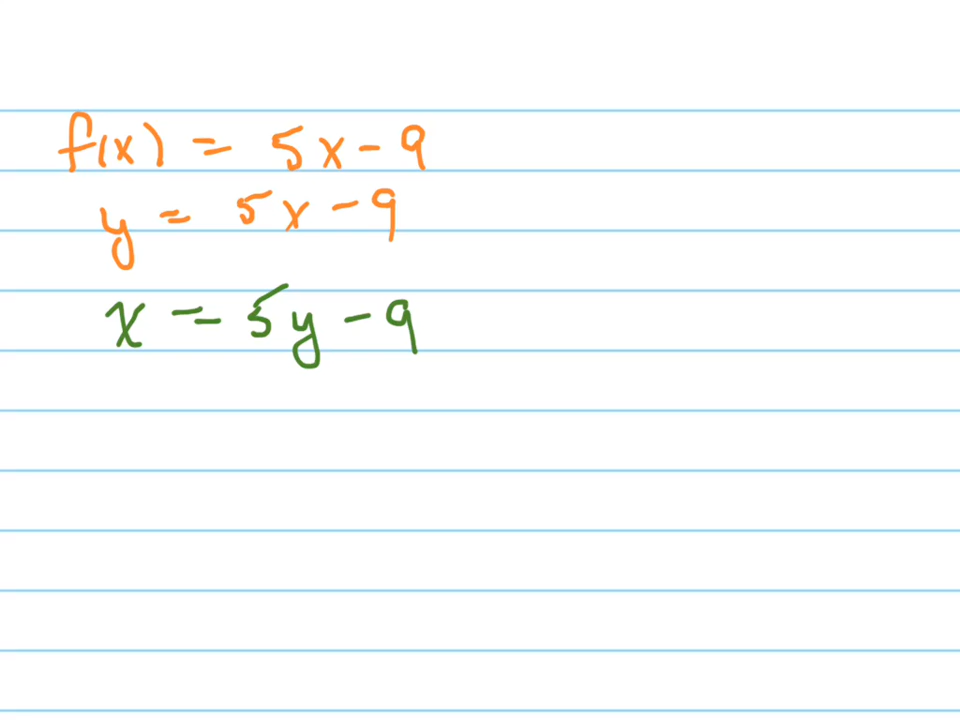 f(x) = 5x - 9
y = 5x - 9
x = 5y - 9